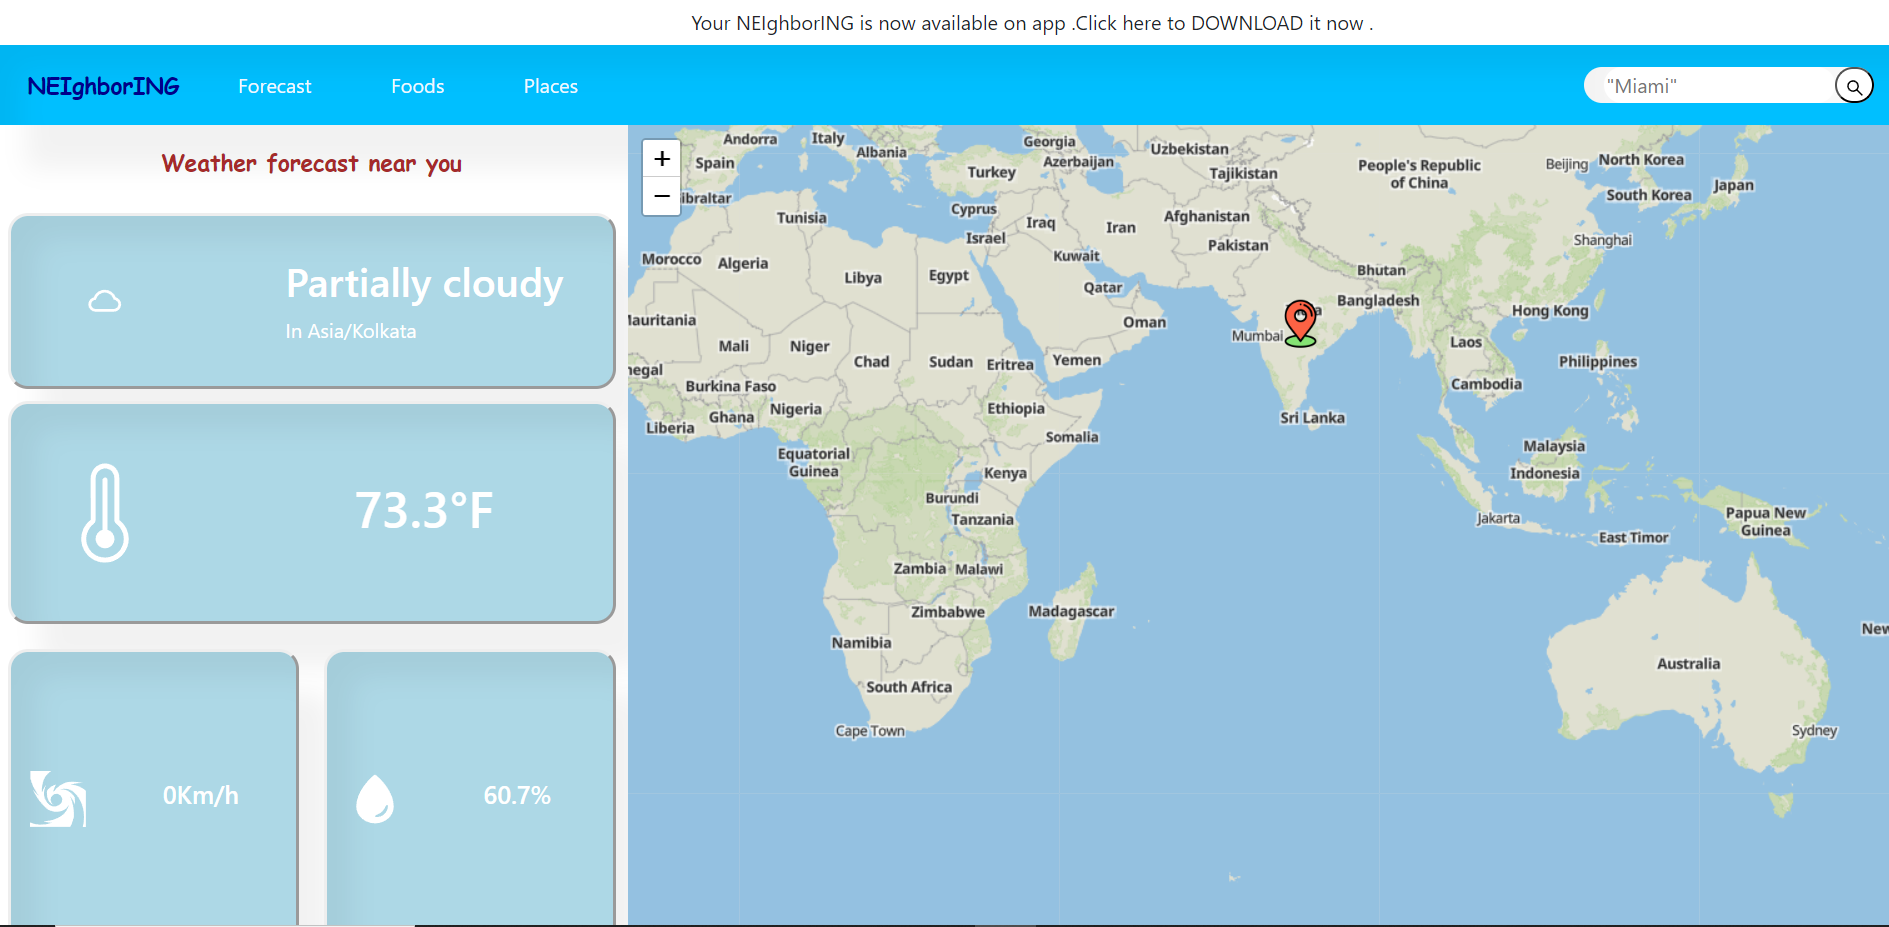 Your NEIghborING is now available on app .Click here to DOWNLOAD it now .
NEIghborING
Forecast
Foods
Places
"Miami"
Weather forecast near you
Partially cloudy
In Asia/Kolkata
73.3°F
0Km/h
60.7%
+
−
Andorra
Italy
Albania
Spain
Georgia
Azerbaijan
Uzbekistan
Tajikistan
Turkey
People's Republic
of China
Beijing
North Korea
South Korea
Japan
ibraltar
Tunisia
Cyprus
Israel
Iraq
Iran
Afghanistan
Pakistan
Shanghai
Morocco
Algeria
Libya
Egypt
Kuwait
Qatar
Bhutan
Bangladesh
Hong Kong
Mauritania
Oman
Mumbai
Laos
Philippines
Mali
Niger
Chad
Sudan
Eritrea
Yemen
Cambodia
negal
Burkina Faso
Ghana
Nigeria
Ethiopia
Sri Lanka
Liberia
Somalia
Malaysia
Equatorial
Guinea
Kenya
Indonesia
Burundi
Tanzania
Jakarta
Papua New
Guinea
East Timor
Zambia
Malawi
Zimbabwe
Madagascar
Namibia
New
Australia
South Africa
Cape Town
Sydney